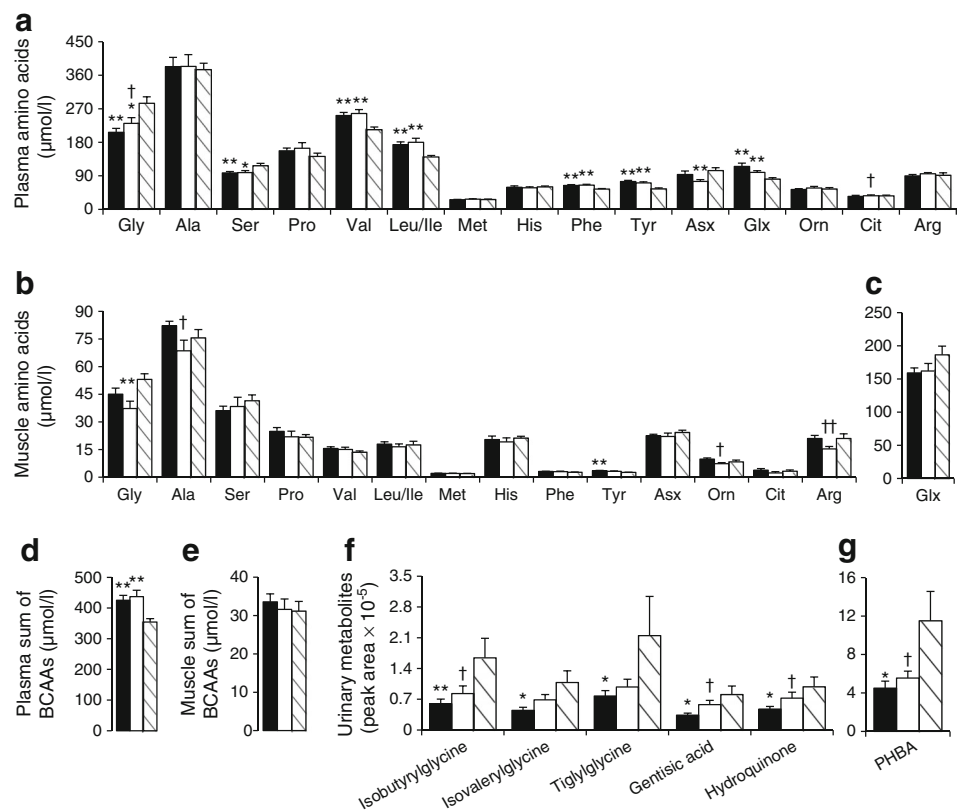 a
Plasma amino acids
(µmol/l)
450
360
270
180
90
0
** † * ** * ** ** ** ** ** ** ** ** ** ** ** †
Gly Ala Ser Pro Val Leu/Ile Met His Phe Tyr Asx Glx Orn Cit Arg
b
Muscle amino acids
(µmol/l)
90
75
60
45
30
15
0
** † ** † ††
Gly Ala Ser Pro Val Leu/Ile Met His Phe Tyr Asx Orn Cit Arg
c
250
200
150
100
50
0
Glx
d
Plasma sum of
BCAAs (µmol/l)
500
400
300
200
100
0
** **
e
Muscle sum of
BCAAs (µmol/l)
40
30
20
10
0
f
Urinary metabolites
(peak area × 10-5)
3.5
2.8
2.1
1.4
0.7
0
** † * * * † * †
Isobutyrylglycine Isovalerylglycine Tiglylglycine Gentisic acid Hydroquinone
g
16
12
8
4
0
* †
PHBA